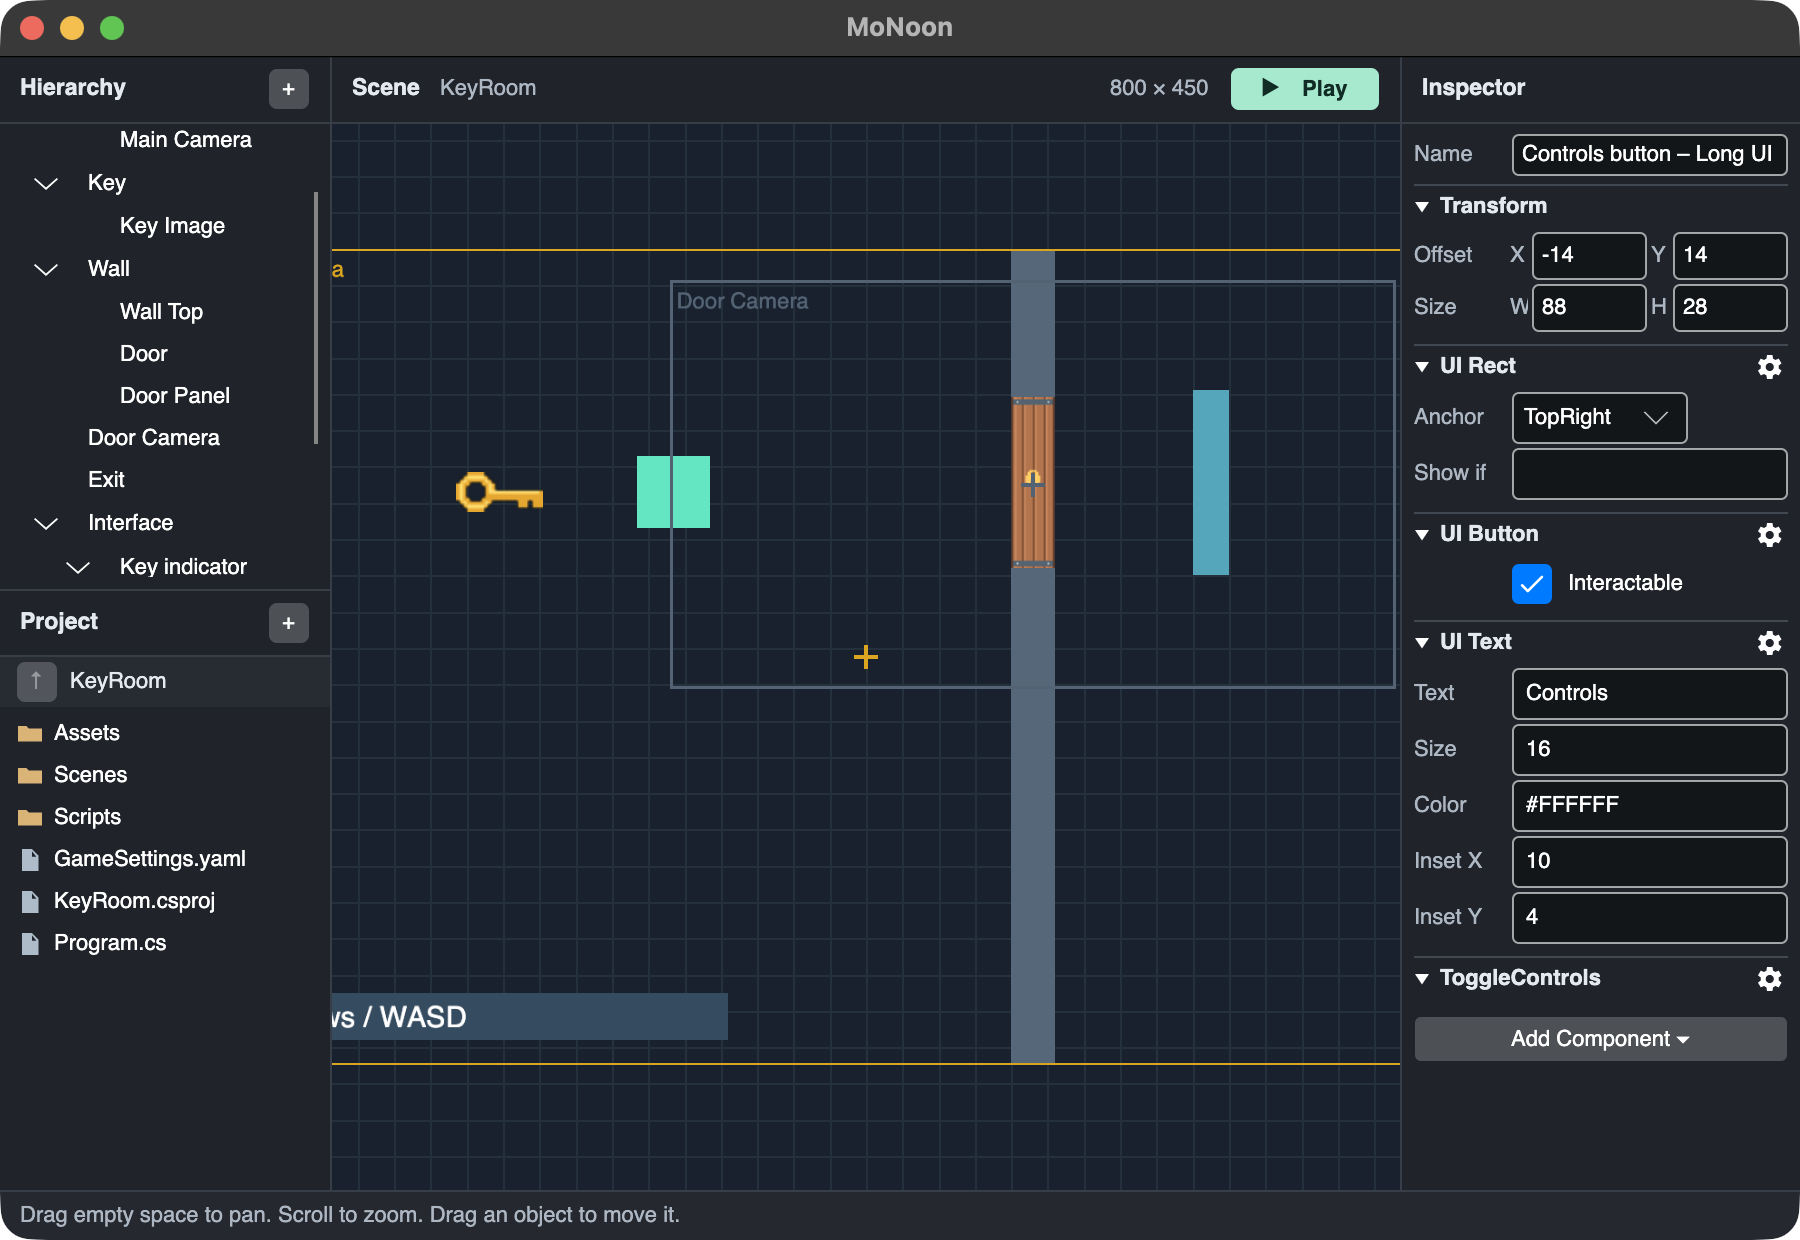 MoNoon
Hierarchy
+
Scene KeyRoom
800 × 450
Play
Inspector
Main Camera
Key
Key Image
Wall
Wall Top
Door
Door Panel
Door Camera
Exit
Interface
Key indicator
Project
+
KeyRoom
Assets
Scenes
Scripts
GameSettings.yaml
KeyRoom.csproj
Program.cs
a
Door Camera
ws / WASD
Name Controls button – Long UI
Transform
Offset X -14 Y 14
Size W 88 H 28
UI Rect
Anchor TopRight
Show if
UI Button
Interactable
UI Text
Text Controls
Size 16
Color #FFFFFF
Inset X 10
Inset Y 4
ToggleControls
Add Component
Drag empty space to pan. Scroll to zoom. Drag an object to move it.